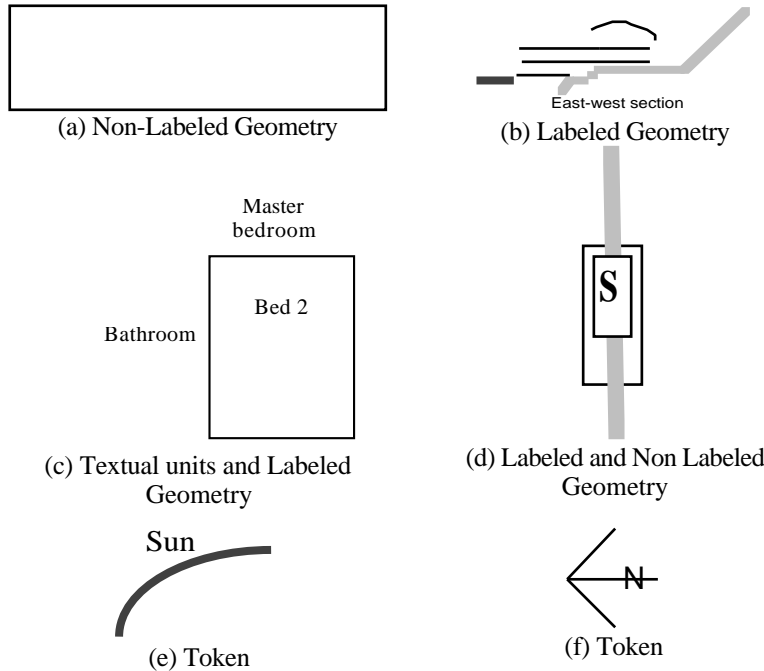 East-west section
(a) Non-Labeled Geometry
(b) Labeled Geometry
Master
bedroom
Bed 2
Bathroom
S
(c) Textual units and Labeled
Geometry
(d) Labeled and Non Labeled
Geometry
Sun
N
(e) Token
(f) Token